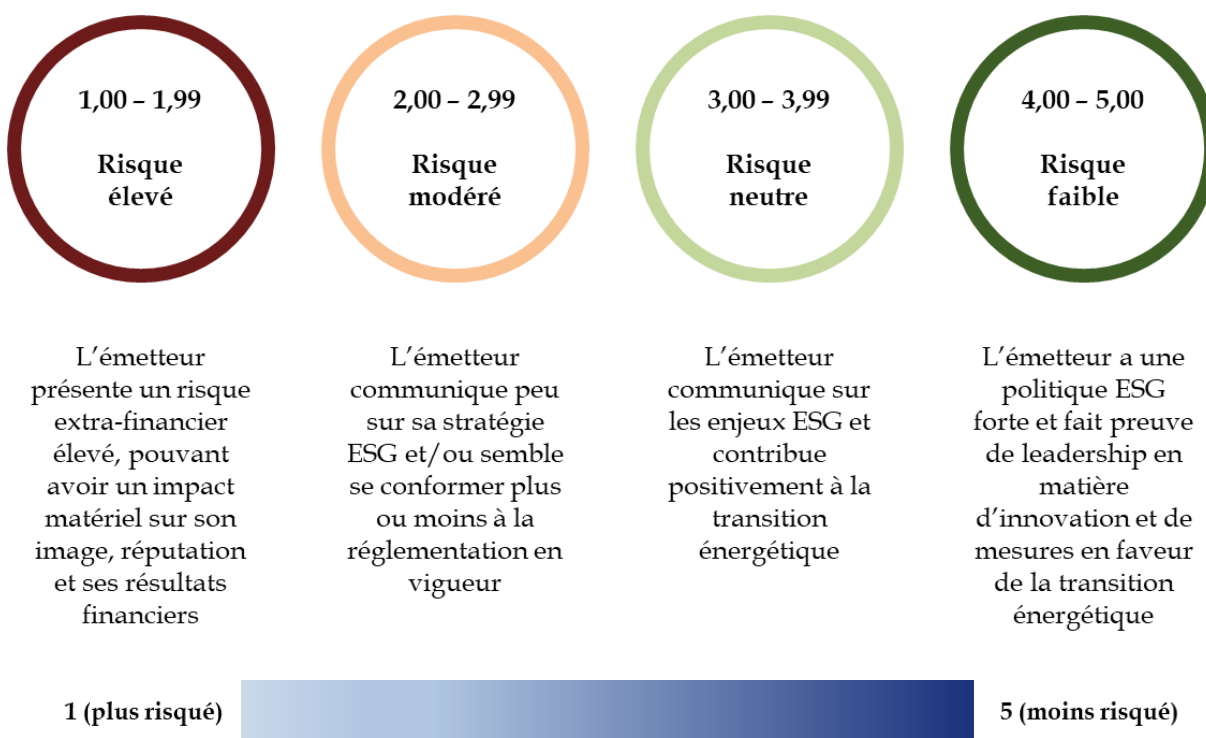 1,00 – 1,99
Risque
élevé
L’émetteur
présente un risque
extra-financier
élevé, pouvant
avoir un impact
matériel sur son
image, réputation
et ses résultats
financiers
2,00 – 2,99
Risque
modéré
L’émetteur
communique peu
sur sa stratégie
ESG et/ou semble
se conformer plus
ou moins à la
réglementation en
vigueur
3,00 – 3,99
Risque
neutre
L’émetteur
communique sur
les enjeux ESG et
contribue
positivement à la
transition
énergétique
4,00 – 5,00
Risque
faible
L’émetteur a une
politique ESG
forte et fait preuve
de leadership en
matière
d’innovation et de
mesures en faveur
de la transition
énergétique
1 (plus risqué)
5 (moins risqué)